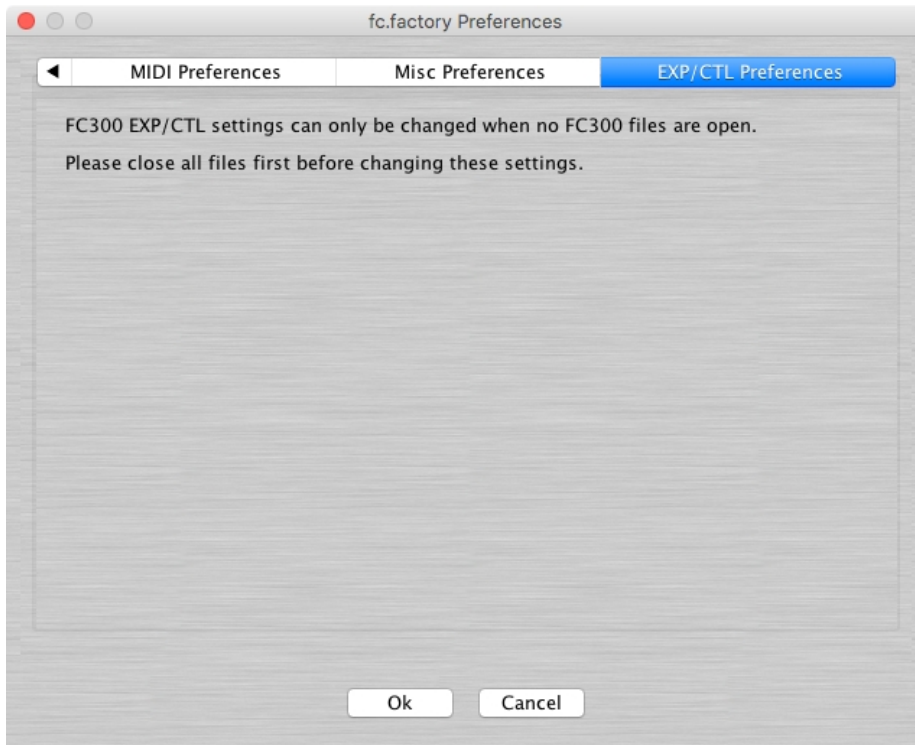 fc.factory Preferences
◀ MIDI Preferences Misc Preferences EXP/CTL Preferences
FC300 EXP/CTL settings can only be changed when no FC300 files are open.
Please close all files first before changing these settings.
Ok Cancel